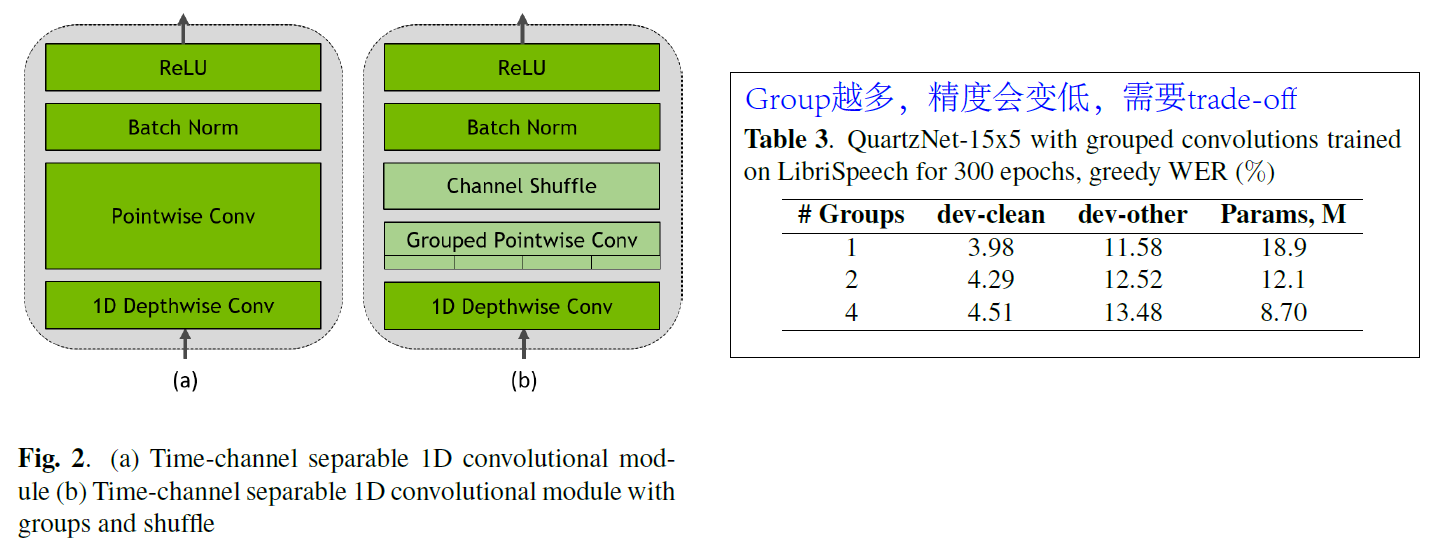 ReLU
Batch Norm
Pointwise Conv
1D Depthwise Conv
(a)
ReLU
Batch Norm
Channel Shuffle
Grouped Pointwise Conv
1D Depthwise Conv
(b)
Fig. 2. (a) Time-channel separable 1D convolutional mod-
ule (b) Time-channel separable 1D convolutional module with
groups and shuffle
Group越多，精度会变低，需要trade-off
Table 3. QuartzNet-15x5 with grouped convolutions trained
on LibriSpeech for 300 epochs, greedy WER (%)
# Groups dev-clean dev-other Params, M
1 3.98 11.58 18.9
2 4.29 12.52 12.1
4 4.51 13.48 8.70